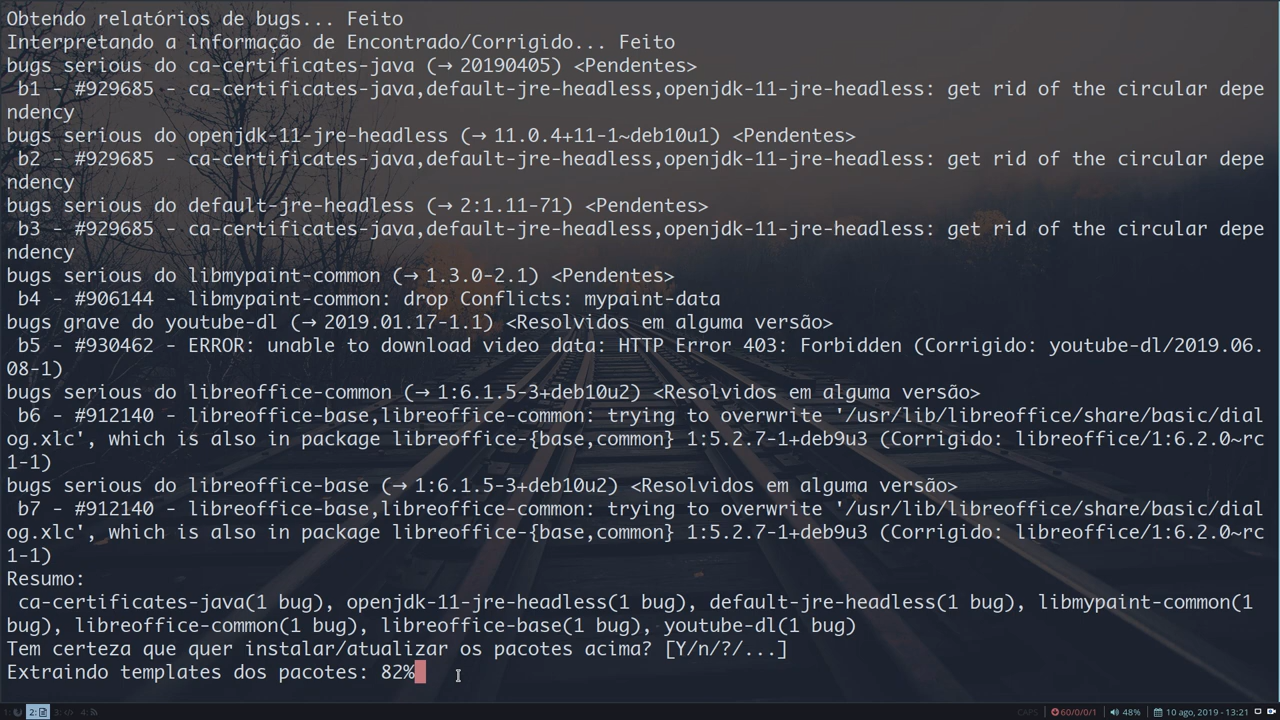 Obtendo relatórios de bugs... Feito
Interpretando a informação de Encontrado/Corrigido... Feito
bugs serious do ca-certificates-java (→ 20190405) <Pendentes>
 b1 - #929685 - ca-certificates-java,default-jre-headless,openjdk-11-jre-headless: get rid of the circular depe
ndency
bugs serious do openjdk-11-jre-headless (→ 11.0.4+11-1~deb10u1) <Pendentes>
 b2 - #929685 - ca-certificates-java,default-jre-headless,openjdk-11-jre-headless: get rid of the circular depe
ndency
bugs serious do default-jre-headless (→ 2:1.11-71) <Pendentes>
 b3 - #929685 - ca-certificates-java,default-jre-headless,openjdk-11-jre-headless: get rid of the circular depe
ndency
bugs serious do libmypaint-common (→ 1.3.0-2.1) <Pendentes>
 b4 - #906144 - libmypaint-common: drop Conflicts: mypaint-data
bugs grave do youtube-dl (→ 2019.01.17-1.1) <Resolvidos em alguma versão>
 b5 - #930462 - ERROR: unable to download video data: HTTP Error 403: Forbidden (Corrigido: youtube-dl/2019.06.
08-1)
bugs serious do libreoffice-common (→ 1:6.1.5-3+deb10u2) <Resolvidos em alguma versão>
 b6 - #912140 - libreoffice-base,libreoffice-common: trying to overwrite '/usr/lib/libreoffice/share/basic/dial
og.xlc', which is also in package libreoffice-{base,common} 1:5.2.7-1+deb9u3 (Corrigido: libreoffice/1:6.2.0~rc
1-1)
bugs serious do libreoffice-base (→ 1:6.1.5-3+deb10u2) <Resolvidos em alguma versão>
 b7 - #912140 - libreoffice-base,libreoffice-common: trying to overwrite '/usr/lib/libreoffice/share/basic/dial
og.xlc', which is also in package libreoffice-{base,common} 1:5.2.7-1+deb9u3 (Corrigido: libreoffice/1:6.2.0~rc
1-1)
Resumo:
 ca-certificates-java(1 bug), openjdk-11-jre-headless(1 bug), default-jre-headless(1 bug), libmypaint-common(1
bug), libreoffice-common(1 bug), libreoffice-base(1 bug), youtube-dl(1 bug)
Tem certeza que quer instalar/atualizar os pacotes acima? [Y/n/?/...]
Extraindo templates dos pacotes: 82%
1: 2: 3: 4: CAPS 60/0/0/1 48% 10 ago, 2019 - 13:21